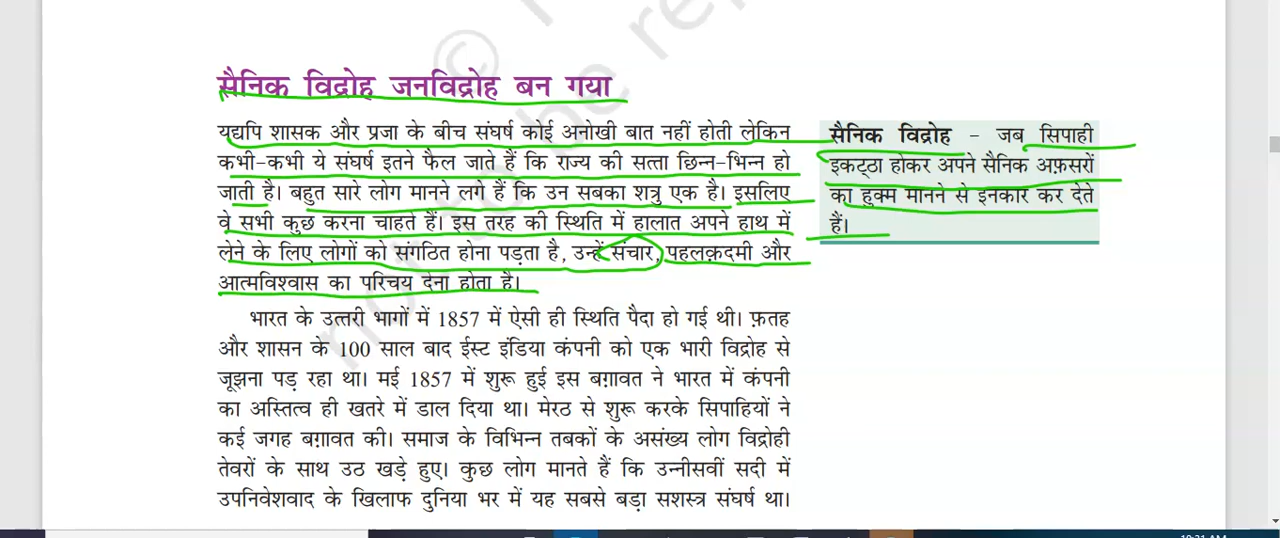 सैनिक विद्रोह जनविद्रोह बन गया
यद्यपि शासक और प्रजा के बीच संघर्ष कोई अनोखी बात नहीं होती लेकिन
कभी-कभी ये संघर्ष इतने फैल जाते हैं कि राज्य की सत्ता छिन्न-भिन्न हो
जाती है। बहुत सारे लोग मानने लगे हैं कि उन सबका शत्रु एक है। इसलिए
वे सभी कुछ करना चाहते हैं। इस तरह की स्थिति में हालात अपने हाथ में
लेने के लिए लोगों को संगठित होना पड़ता है, उन्हें संचार, पहलक़दमी और
आत्मविश्वास का परिचय देना होता है।
भारत के उत्तरी भागों में 1857 में ऐसी ही स्थिति पैदा हो गई थी। फ़तह
और शासन के 100 साल बाद ईस्ट इंडिया कंपनी को एक भारी विद्रोह से
जूझना पड़ रहा था। मई 1857 में शुरू हुई इस बग़ावत ने भारत में कंपनी
का अस्तित्व ही खतरे में डाल दिया था। मेरठ से शुरू करके सिपाहियों ने
कई जगह बग़ावत की। समाज के विभिन्न तबकों के असंख्य लोग विद्रोही
तेवरों के साथ उठ खड़े हुए। कुछ लोग मानते हैं कि उन्नीसवीं सदी में
उपनिवेशवाद के खिलाफ दुनिया भर में यह सबसे बड़ा सशस्त्र संघर्ष था।
सैनिक विद्रोह – जब सिपाही
इकट्ठा होकर अपने सैनिक अफ़सरों
का हुक्म मानने से इनकार कर देते
हैं।